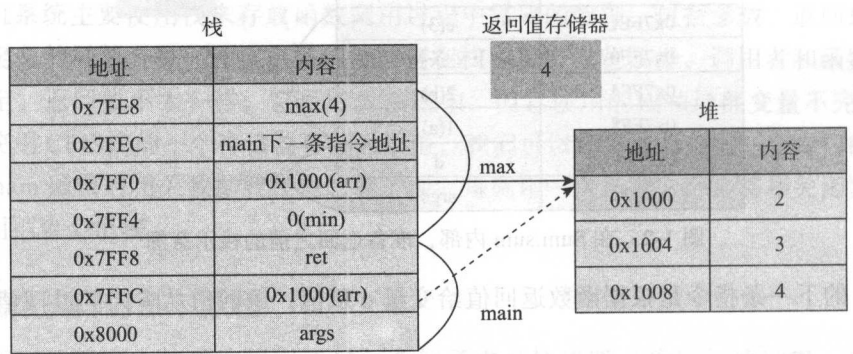 栈
返回值存储器
4
地址 内容
0x7FE8 max(4)
0x7FEC main下一条指令地址
0x7FF0 0x1000(arr)
0x7FF4 0(min)
0x7FF8 ret
0x7FFC 0x1000(arr)
0x8000 args
max
main
堆
地址 内容
0x1000 2
0x1004 3
0x1008 4